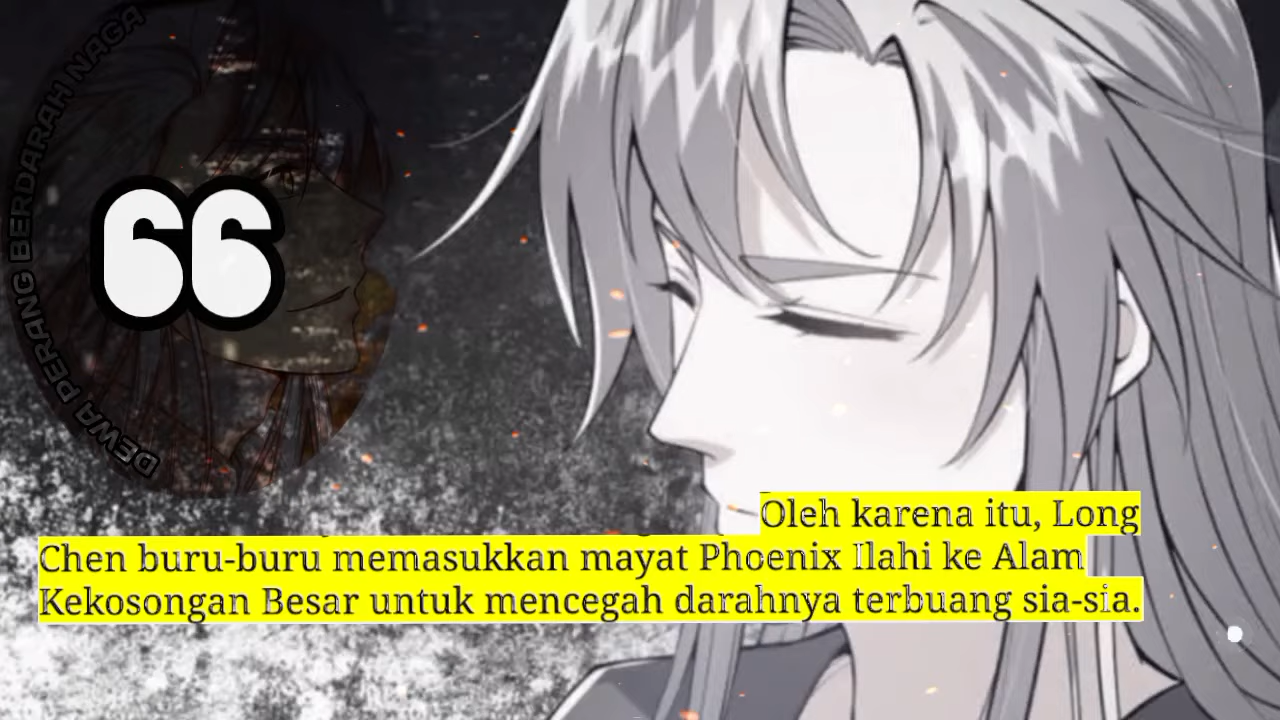 DEWA PERANG BERDARAH NAGA
66
Oleh karena itu, Long
Chen buru-buru memasukkan mayat Phoenix Ilahi ke Alam
Kekosongan Besar untuk mencegah darahnya terbuang sia-sia.